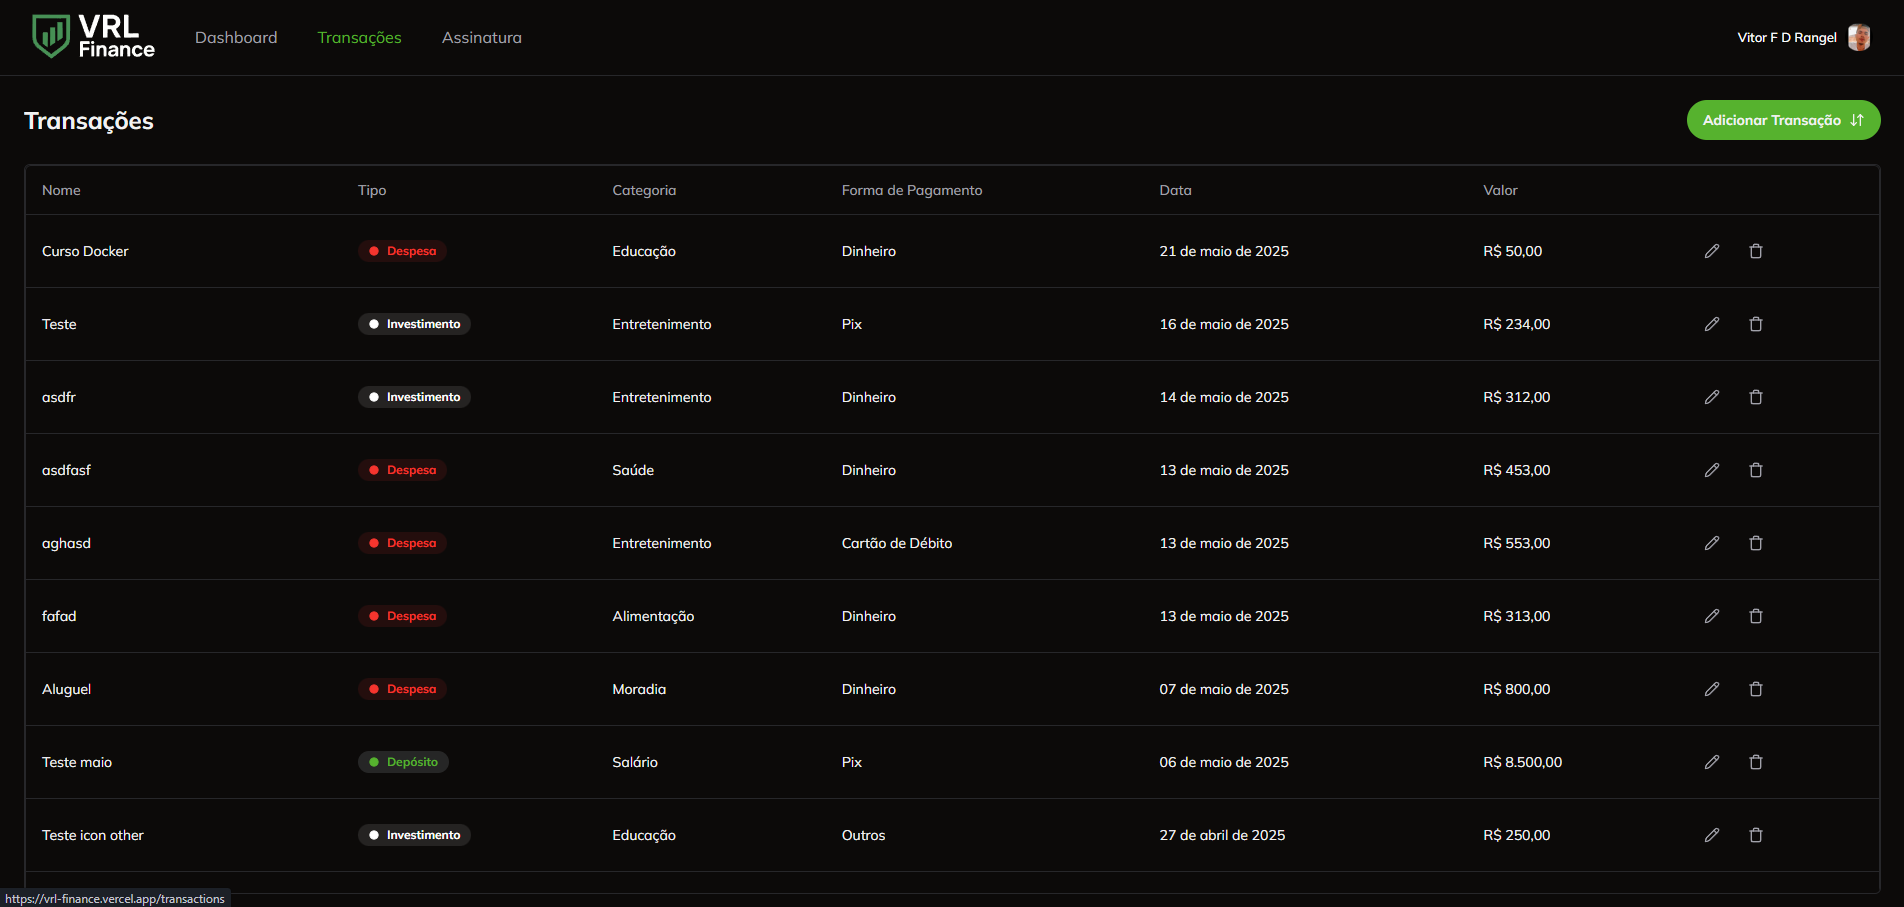 VRL
Finance
Dashboard Transações Assinatura
Vitor F D Rangel
Transações
Adicionar Transação
Nome Tipo Categoria Forma de Pagamento Data Valor
Curso Docker Despesa Educação Dinheiro 21 de maio de 2025 R$ 50,00
Teste Investimento Entretenimento Pix 16 de maio de 2025 R$ 234,00
asdfr Investimento Entretenimento Dinheiro 14 de maio de 2025 R$ 312,00
asdfasf Despesa Saúde Dinheiro 13 de maio de 2025 R$ 453,00
aghasd Despesa Entretenimento Cartão de Débito 13 de maio de 2025 R$ 553,00
fafad Despesa Alimentação Dinheiro 13 de maio de 2025 R$ 313,00
Aluguel Despesa Moradia Dinheiro 07 de maio de 2025 R$ 800,00
Teste maio Depósito Salário Pix 06 de maio de 2025 R$ 8.500,00
Teste icon other Investimento Educação Outros 27 de abril de 2025 R$ 250,00
https://vrl-finance.vercel.app/transactions